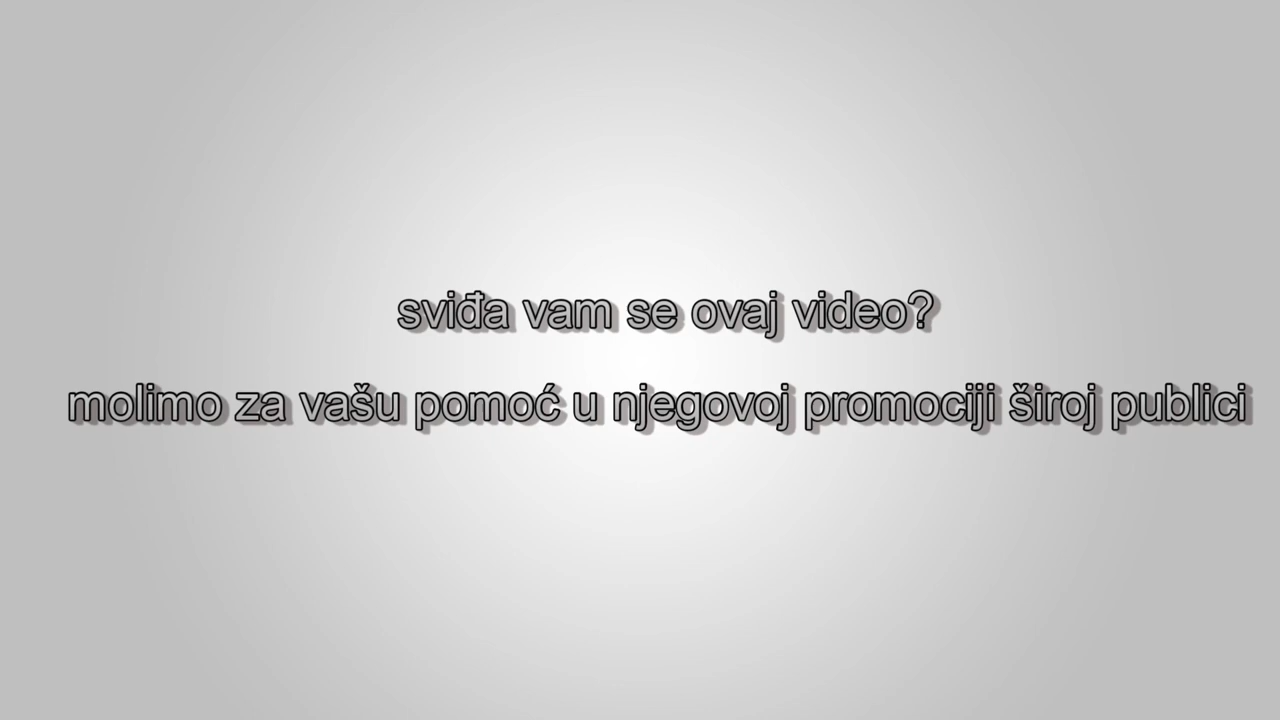 sviđa vam se ovaj video?
molimo za vašu pomoć u njegovoj promociji široj publici